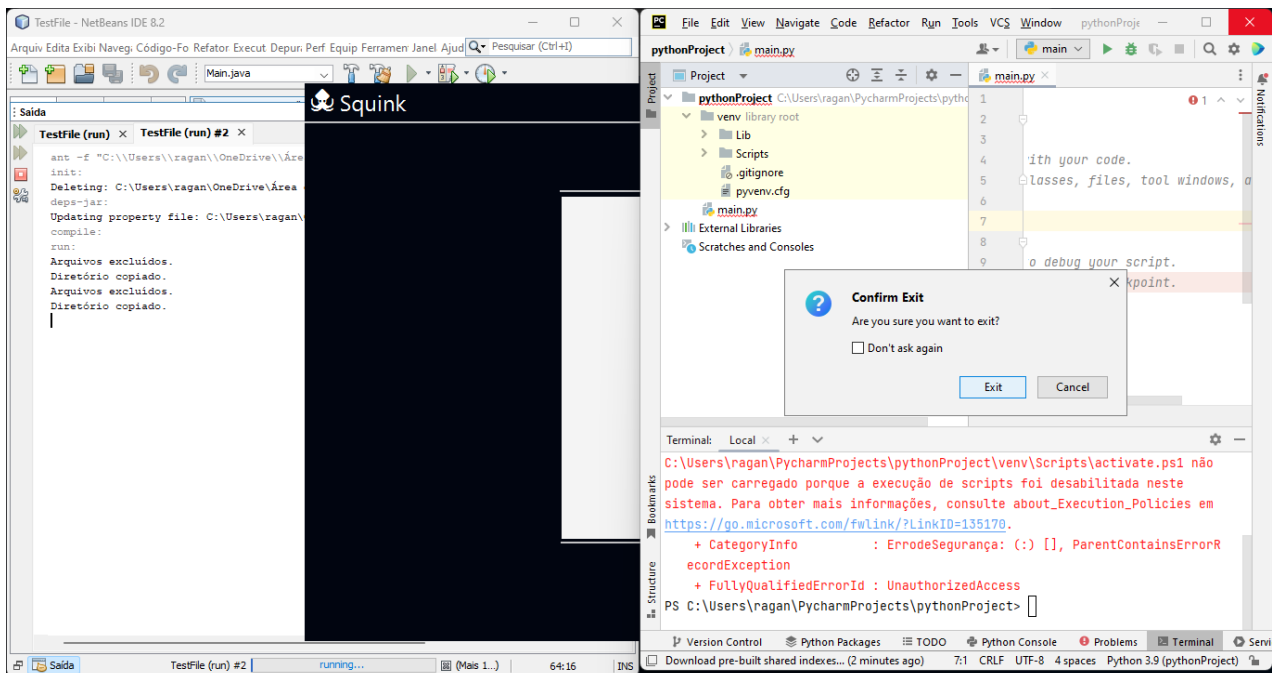 TestFile - NetBeans IDE 8.2
Arquiv Edita Exibi Naveg Código-Fo Refator Execut Depur Perf Equip Ferramen Janel Ajud Pesquisar (Ctrl+I)
Main.java
Saída
TestFile (run) × TestFile (run) #2 ×
ant -f "C:\\Users\\ragan\\OneDrive\\Áre
init:
Deleting: C:\Users\ragan\OneDrive\Área
deps-jar:
Updating property file: C:\Users\ragan\
compile:
run:
Arquivos excluídos.
Diretório copiado.
Arquivos excluídos.
Diretório copiado.
Squink
Saída TestFile (run) #2 running... (Mais 1...) 64:16 INS
PC File Edit View Navigate Code Refactor Run Tools VCS Window pythonProje
pythonProject main.py main
Project main.py
Project
pythonProject C:\Users\ragan\PycharmProjects\pythc
venv library root
Lib
Scripts
.gitignore
pyvenv.cfg
main.py
External Libraries
Scratches and Consoles
1
2
3
4 ith your code.
5 lasses, files, tool windows, a
6
7
8
9 o debug your script.
kpoint.
1
Notifications
Confirm Exit
Are you sure you want to exit?
Don't ask again
Exit Cancel
Terminal: Local × +
C:\Users\ragan\PycharmProjects\pythonProject\venv\Scripts\activate.ps1 não
pode ser carregado porque a execução de scripts foi desabilitada neste
sistema. Para obter mais informações, consulte about_Execution_Policies em
https://go.microsoft.com/fwlink/?LinkID=135170.
+ CategoryInfo : ErrodeSegurança: (:) [], ParentContainsErrorR
ecordException
+ FullyQualifiedErrorId : UnauthorizedAccess
PS C:\Users\ragan\PycharmProjects\pythonProject>
Bookmarks
Structure
Version Control Python Packages TODO Python Console Problems Terminal Servi
Download pre-built shared indexes... (2 minutes ago) 7:1 CRLF UTF-8 4 spaces Python 3.9 (pythonProject)